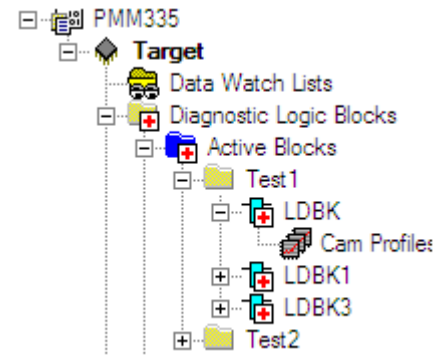 PMM335
Target
Data Watch Lists
Diagnostic Logic Blocks
Active Blocks
Test1
LDBK
Cam Profiles
LDBK1
LDBK3
Test2